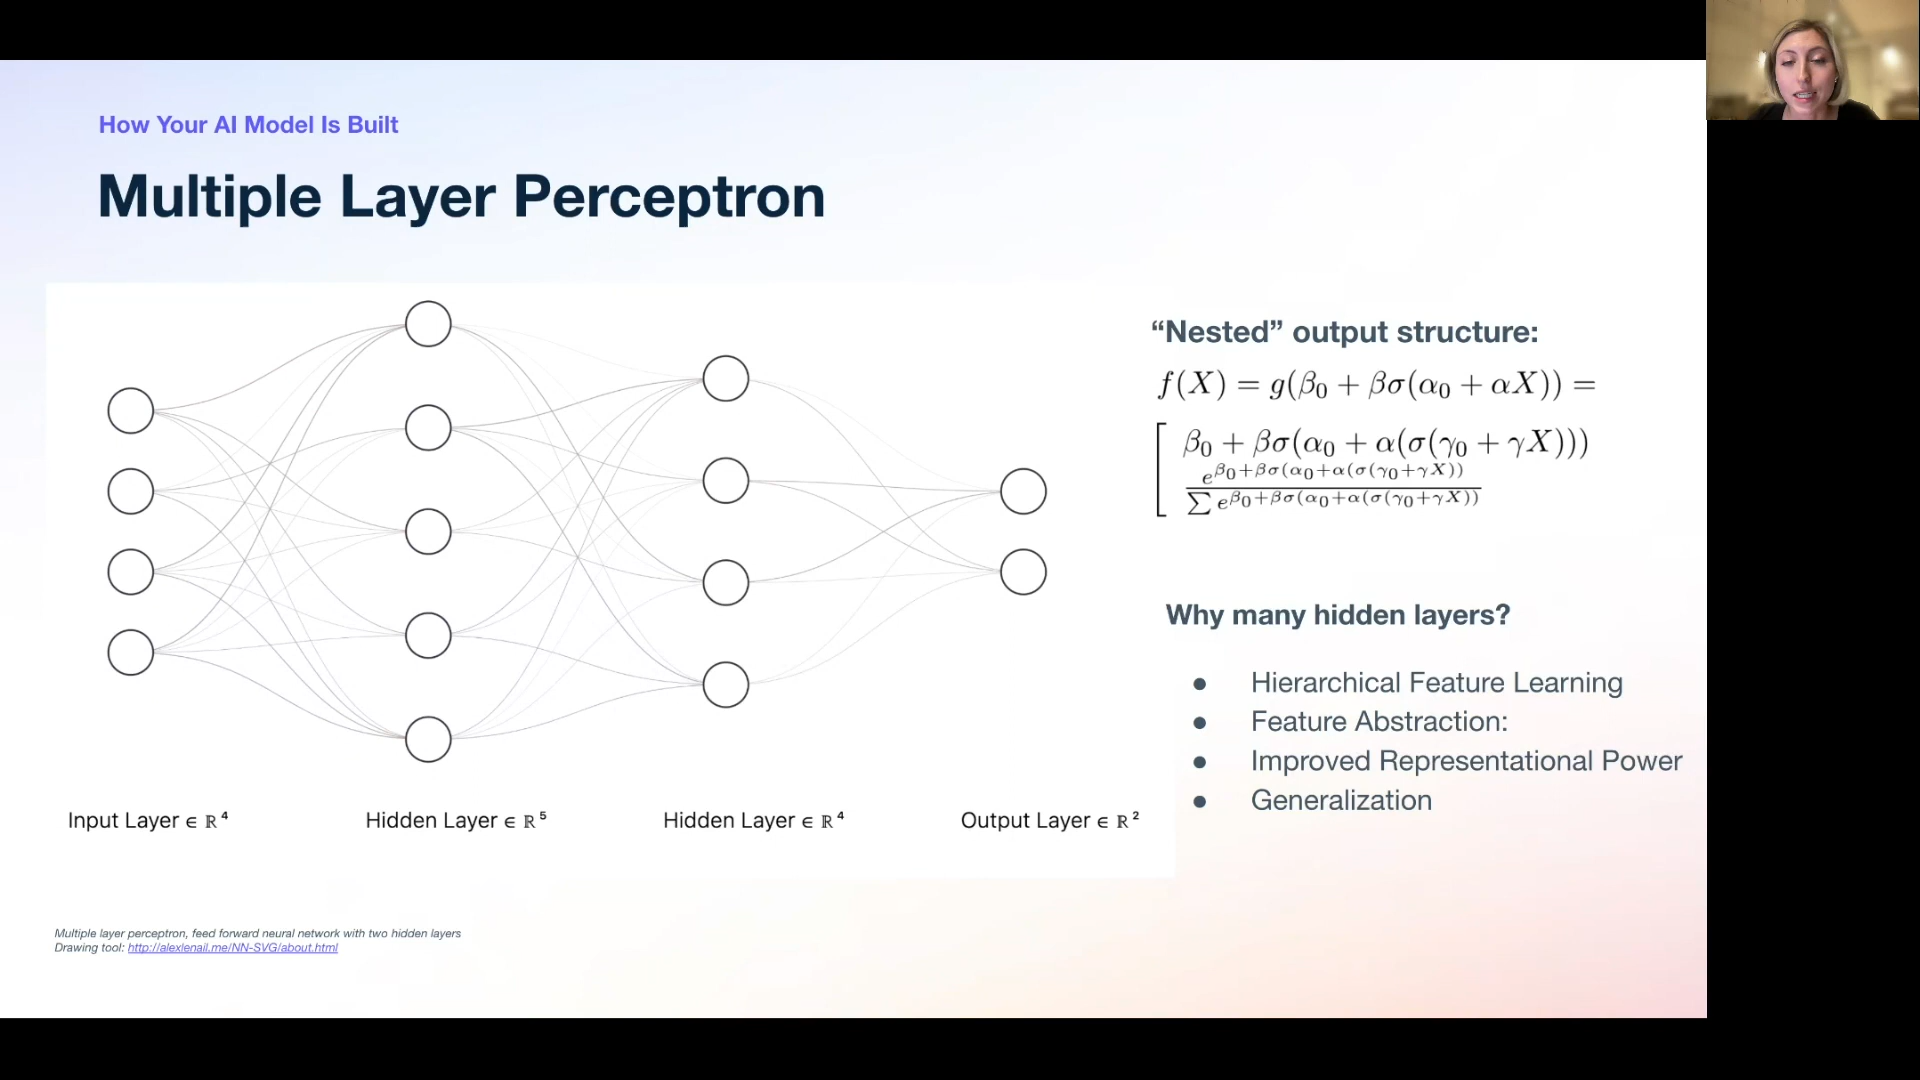 How Your AI Model Is Built
Multiple Layer Perceptron
“Nested” output structure:
f(X) = g(β₀ + βσ(α₀ + αX)) =
β₀ + βσ(α₀ + α(σ(γ₀ + γX)))
e^{β₀+βσ(α₀+α(σ(γ₀+γX))}
∑ e^{β₀+βσ(α₀+α(σ(γ₀+γX))}
Why many hidden layers?
● Hierarchical Feature Learning
● Feature Abstraction:
● Improved Representational Power
● Generalization
Input Layer ∈ ℝ⁴
Hidden Layer ∈ ℝ⁵
Hidden Layer ∈ ℝ⁴
Output Layer ∈ ℝ²
Multiple layer perceptron, feed forward neural network with two hidden layers
Drawing tool: http://alexlenail.me/NN-SVG/about.html